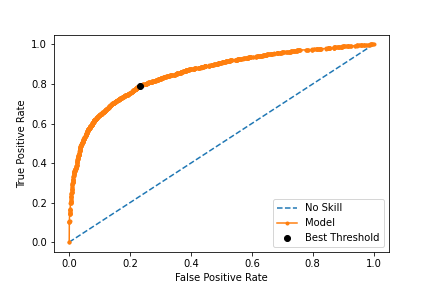 1.0
0.8
0.6
0.4
0.2
0.0
True Positive Rate
0.0 0.2 0.4 0.6 0.8 1.0
False Positive Rate
No Skill
Model
Best Threshold